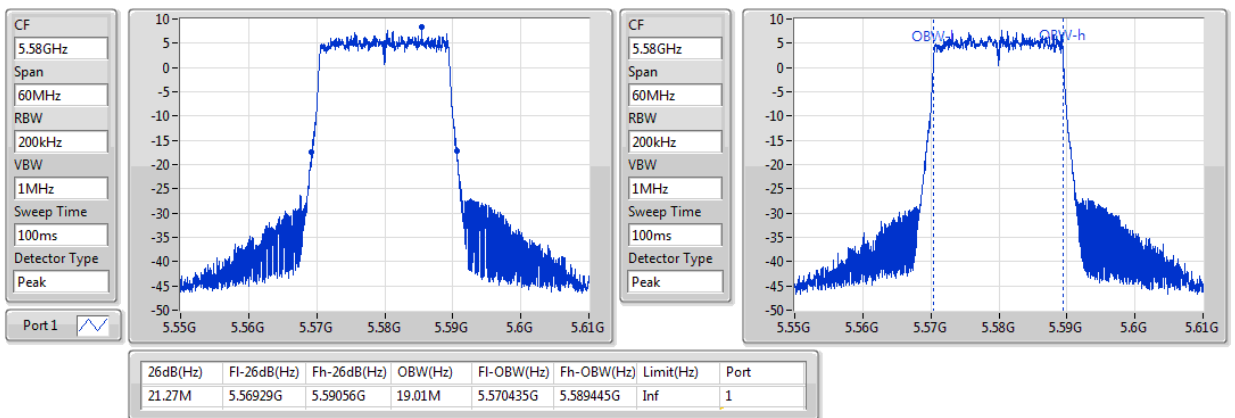 CF
5.58GHz
Span
60MHz
RBW
200kHz
VBW
1MHz
Sweep Time
100ms
Detector Type
Peak
Port 1
10
5
0
-5
-10
-15
-20
-25
-30
-35
-40
-45
-50
5.55G 5.56G 5.57G 5.58G 5.59G 5.6G 5.61G
CF
5.58GHz
Span
60MHz
RBW
200kHz
VBW
1MHz
Sweep Time
100ms
Detector Type
Peak
10
5
0
-5
-10
-15
-20
-25
-30
-35
-40
-45
-50
OBW-l OBW-h
5.55G 5.56G 5.57G 5.58G 5.59G 5.6G 5.61G
26dB(Hz) Fl-26dB(Hz) Fh-26dB(Hz) OBW(Hz) Fl-OBW(Hz) Fh-OBW(Hz) Limit(Hz) Port
21.27M 5.56929G 5.59056G 19.01M 5.570435G 5.589445G Inf 1